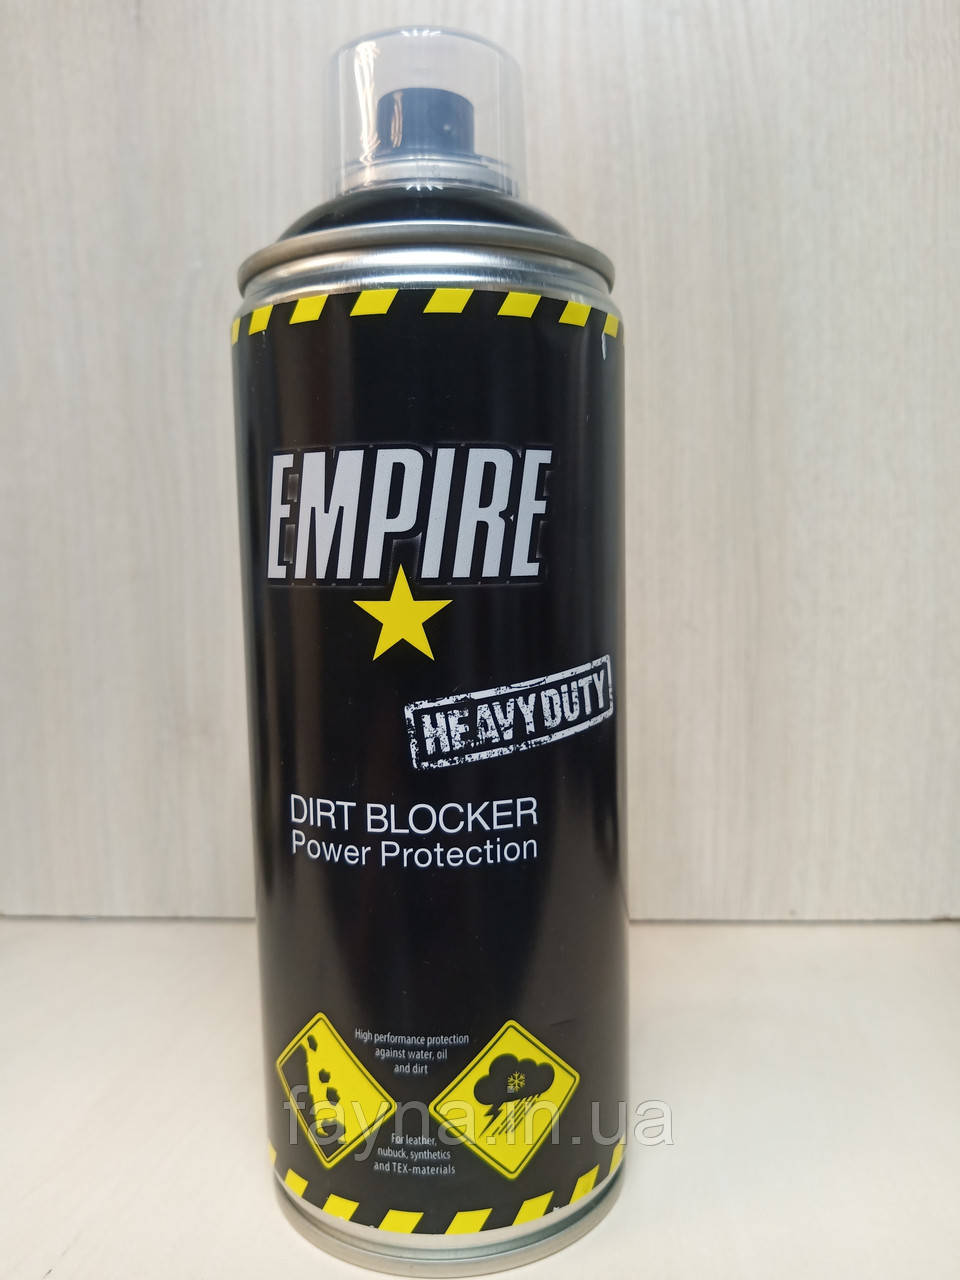 EMPIRE
HEAVY DUTY
DIRT BLOCKER
Power Protection
High performance protection
against water, oil
and dirt
fayna.in.ua
For leather,
nubuck, synthetics
and TEX-materials